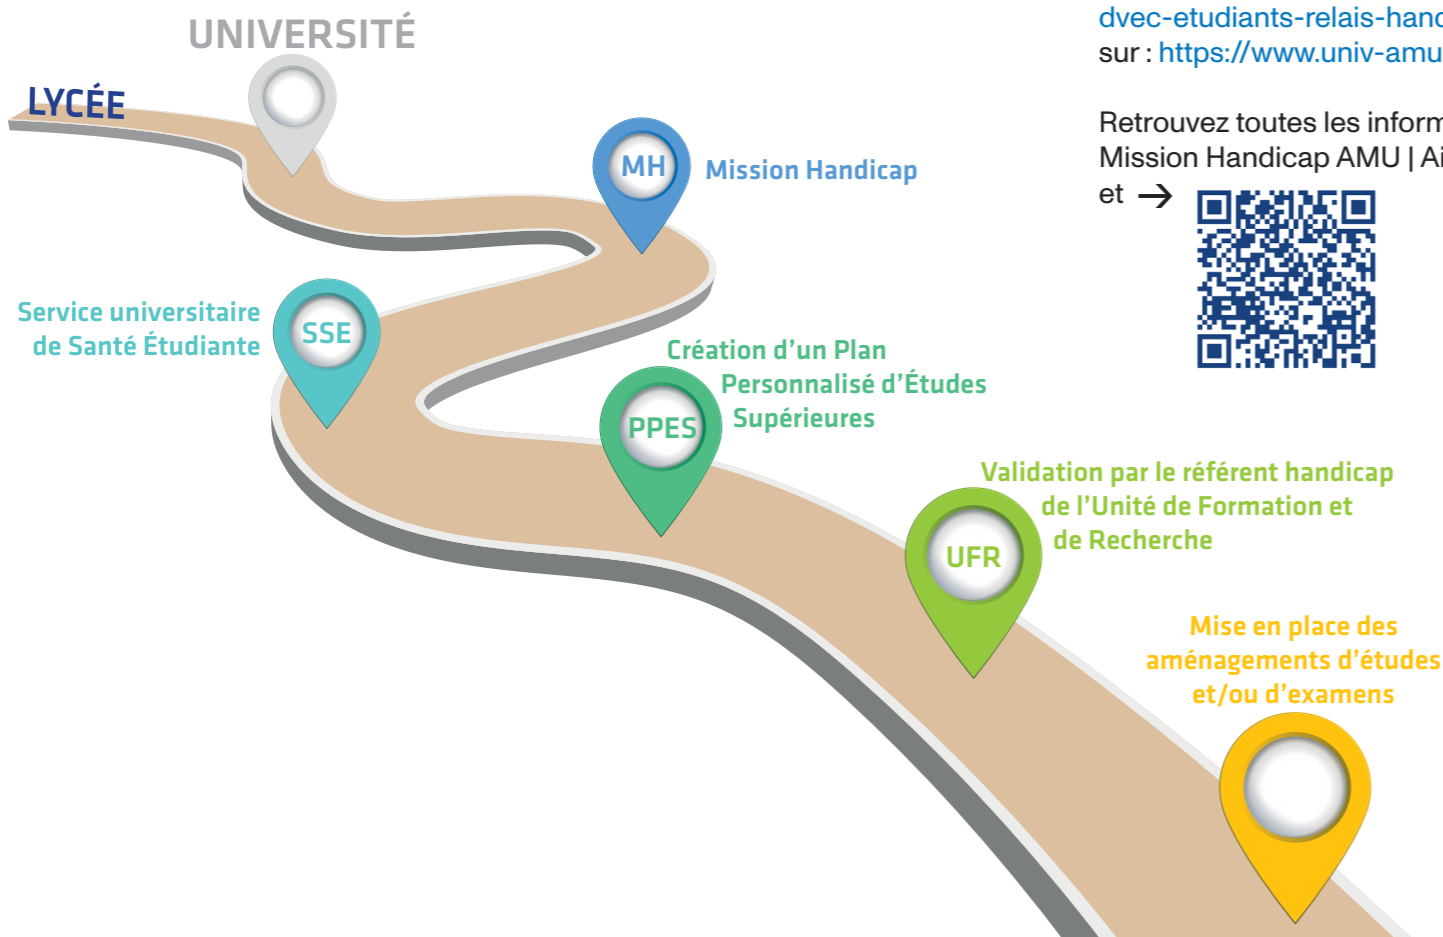 UNIVERSITÉ
LYCÉE
MH
Mission Handicap
Service universitaire
de Santé Étudiante
SSE
Création d'un Plan
Personnalisé d'Études
Supérieures
PPES
Validation par le référent handicap
de l'Unité de Formation et
de Recherche
UFR
Mise en place des
aménagements d'études
et/ou d'examens
dvec-etudiants-relais-hand
sur : https://www.univ-amu
Retrouvez toutes les inform
Mission Handicap AMU | Ai
et →